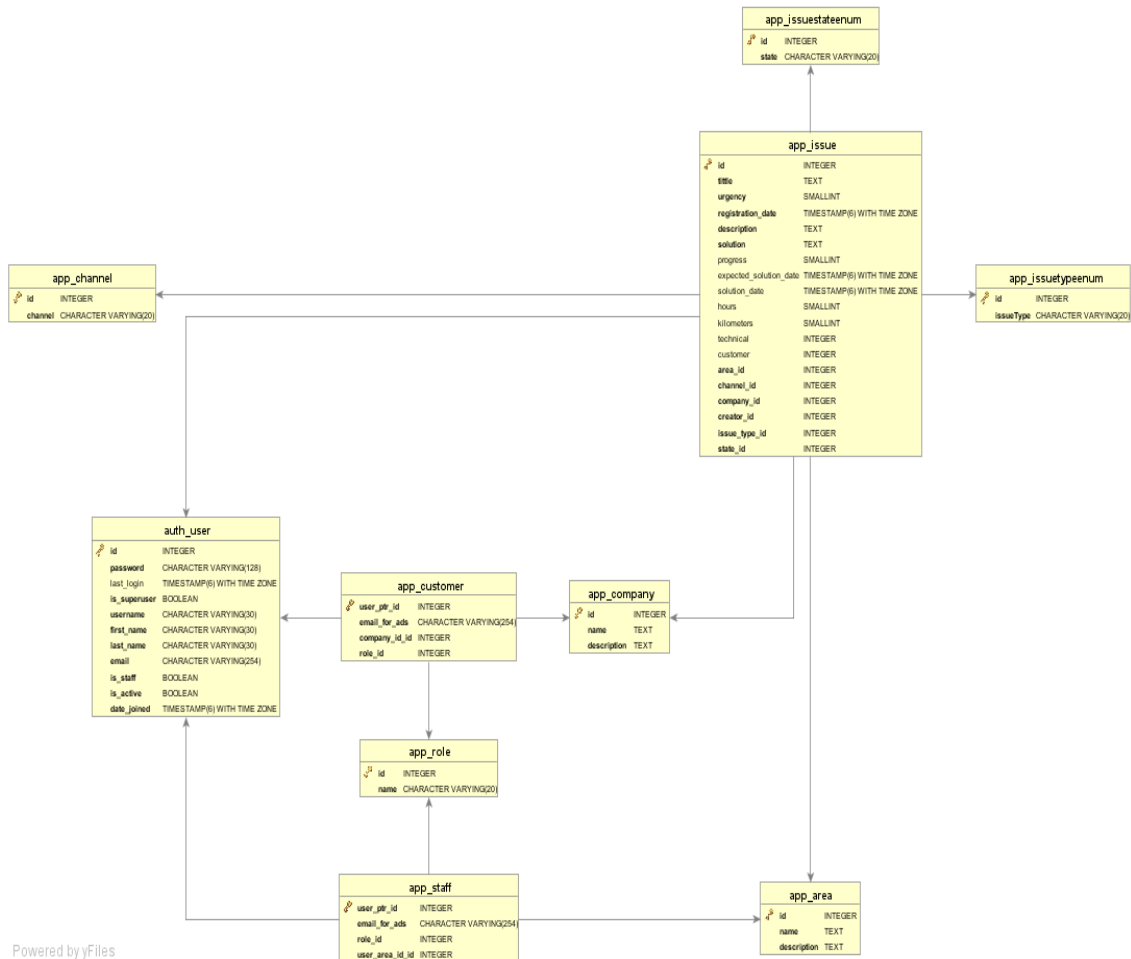 app_issuestateenum
id INTEGER
state CHARACTER VARYING(20)
app_issue
id INTEGER
tittle TEXT
urgency SMALLINT
registration_date TIMESTAMP(6) WITH TIME ZONE
description TEXT
solution TEXT
progress SMALLINT
expected_solution_date TIMESTAMP(6) WITH TIME ZONE
solution_date TIMESTAMP(6) WITH TIME ZONE
hours SMALLINT
kilometers SMALLINT
technical INTEGER
customer INTEGER
area_id INTEGER
channel_id INTEGER
company_id INTEGER
creator_id INTEGER
issue_type_id INTEGER
state_id INTEGER
app_channel
id INTEGER
channel CHARACTER VARYING(20)
app_issuetypeenum
id INTEGER
issueType CHARACTER VARYING(20)
auth_user
id INTEGER
password CHARACTER VARYING(128)
last_login TIMESTAMP(6) WITH TIME ZONE
is_superuser BOOLEAN
username CHARACTER VARYING(30)
first_name CHARACTER VARYING(30)
last_name CHARACTER VARYING(30)
email CHARACTER VARYING(254)
is_staff BOOLEAN
is_active BOOLEAN
date_joined TIMESTAMP(6) WITH TIME ZONE
app_customer
user_ptr_id INTEGER
email_for_ads CHARACTER VARYING(254)
company_id_id INTEGER
role_id INTEGER
app_company
id INTEGER
name TEXT
description TEXT
app_role
id INTEGER
name CHARACTER VARYING(20)
app_staff
user_ptr_id INTEGER
email_for_ads CHARACTER VARYING(254)
role_id INTEGER
user_area_id_id INTEGER
app_area
id INTEGER
name TEXT
description TEXT
Powered by yFiles